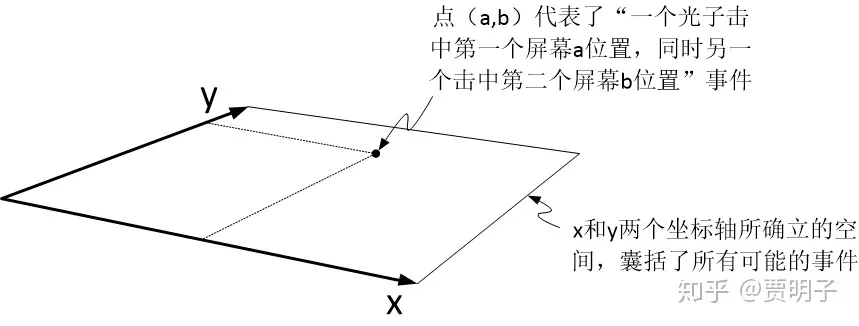 点（a,b）代表了“一个光子击
中第一个屏幕a位置，同时另一
个击中第二个屏幕b位置”事件
y
x和y两个坐标轴所确立的空
间，囊括了所有可能的事件
x
知乎 @贾明子